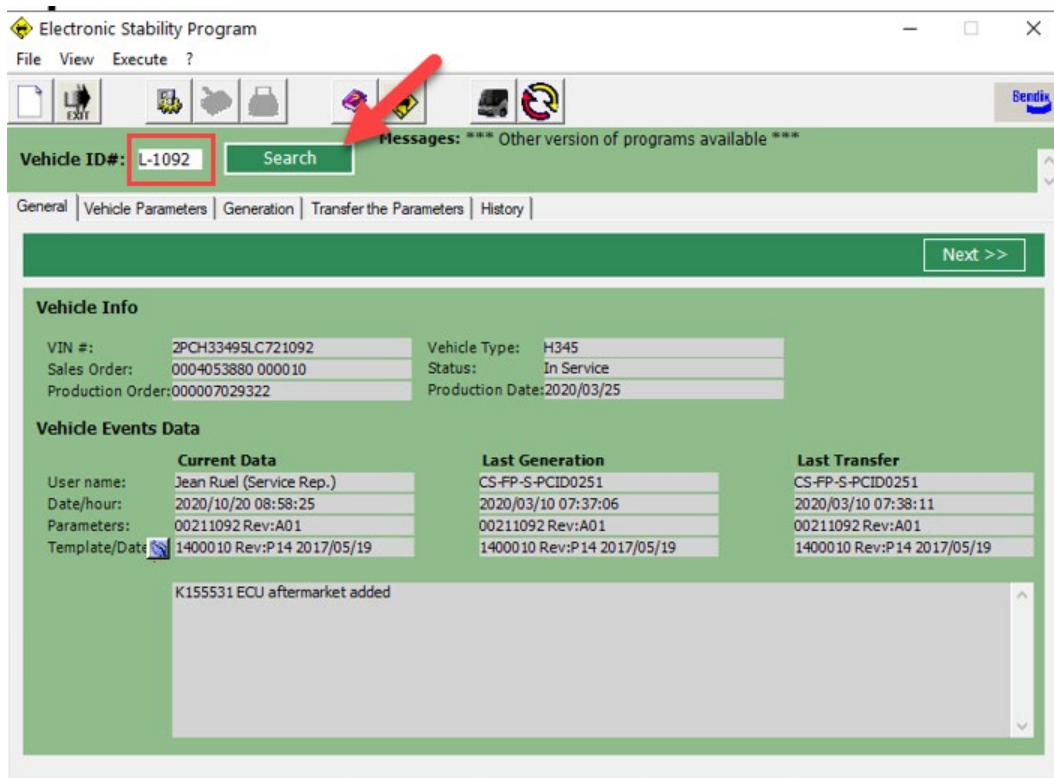 Electronic Stability Program
File View Execute ?
EXIT
Bendix
Messages: *** Other version of programs available ***
Vehicle ID#: L-1092 Search
General Vehicle Parameters Generation Transfer the Parameters History
Next >>
Vehicle Info
VIN #: 2PCH33495LC721092 Vehicle Type: H345
Sales Order: 0004053880 000010 Status: In Service
Production Order: 000007029322 Production Date: 2020/03/25
Vehicle Events Data
Current Data Last Generation Last Transfer
User name: Jean Ruel (Service Rep.) CS-FP-S-PCID0251 CS-FP-S-PCID0251
Date/hour: 2020/10/20 08:58:25 2020/03/10 07:37:06 2020/03/10 07:38:11
Parameters: 00211092 Rev:A01 00211092 Rev:A01 00211092 Rev:A01
Template/Date 1400010 Rev:P14 2017/05/19 1400010 Rev:P14 2017/05/19 1400010 Rev:P14 2017/05/19
K155531 ECU aftermarket added